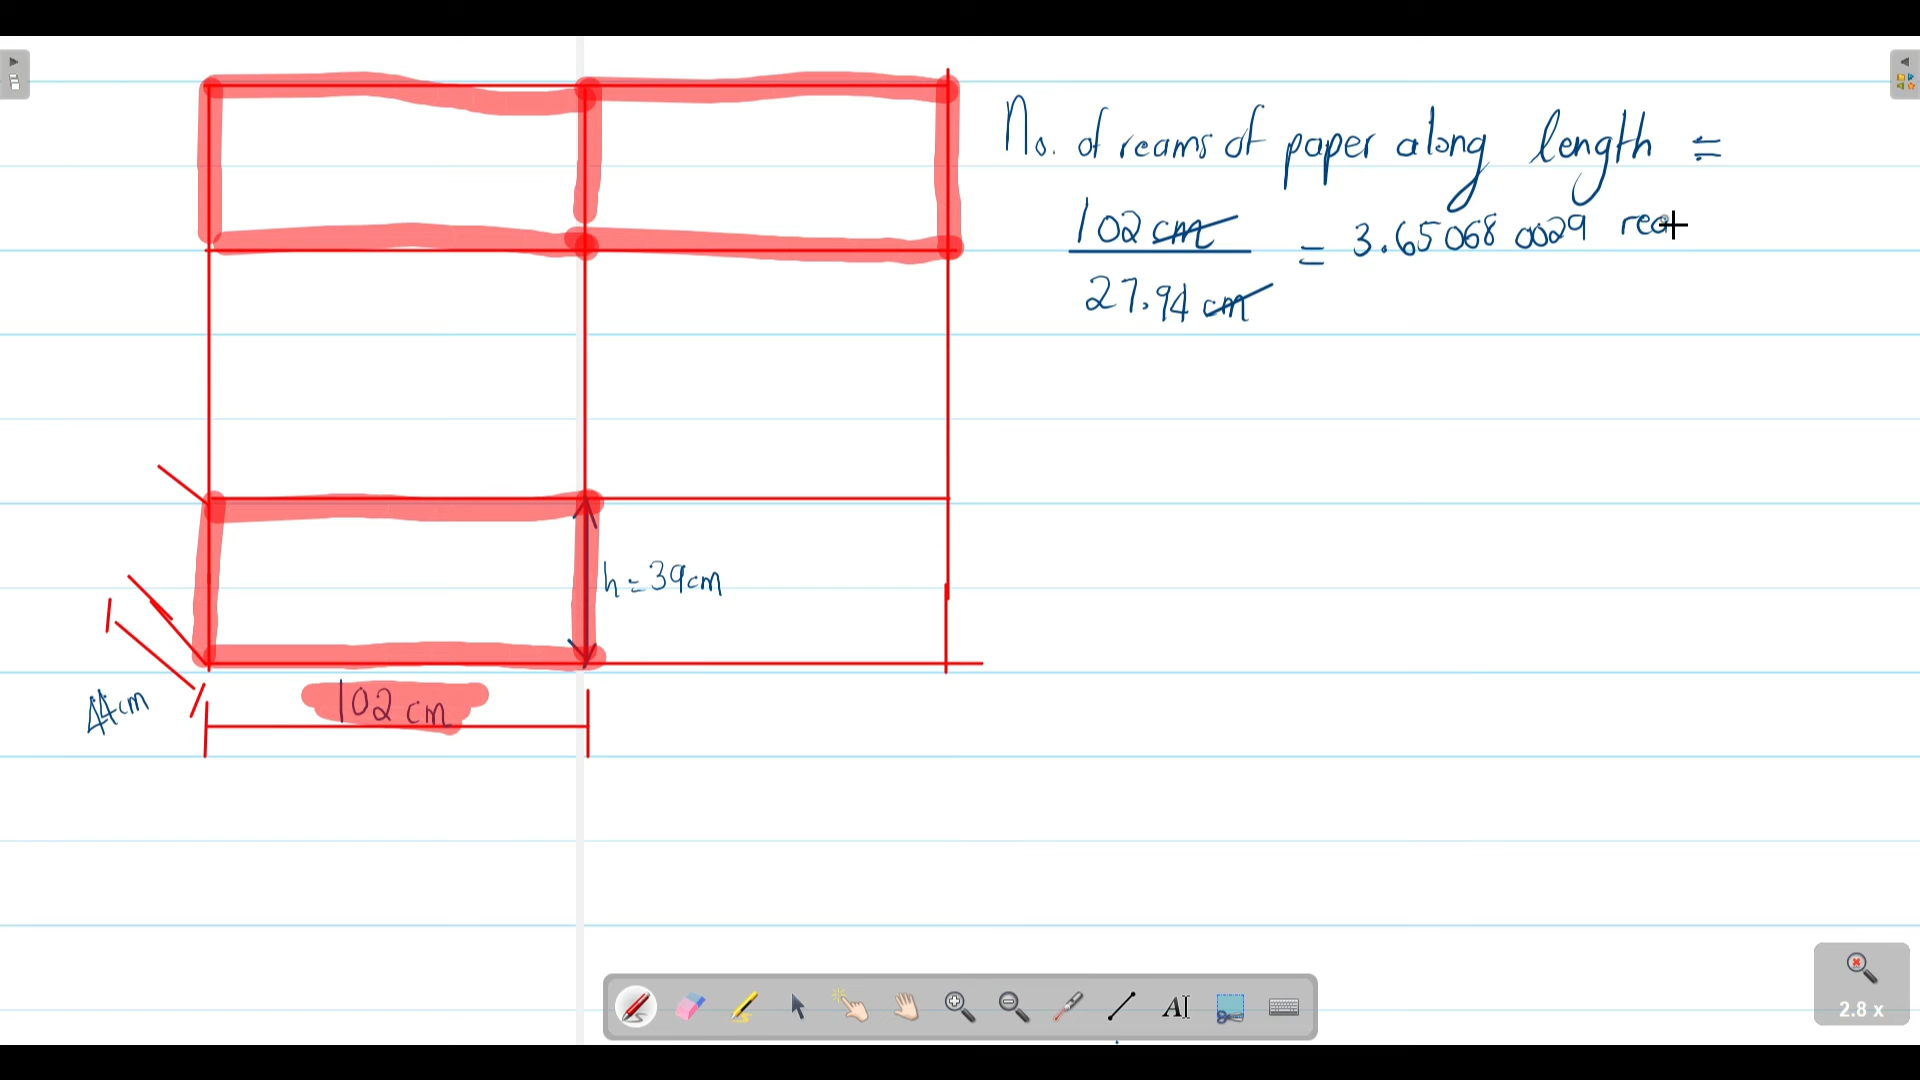 No. of reams of paper along length =
102 cm
27.94 cm
= 3.65068 0029 rea
h = 39cm
44cm
102 cm
AI
2.8 x